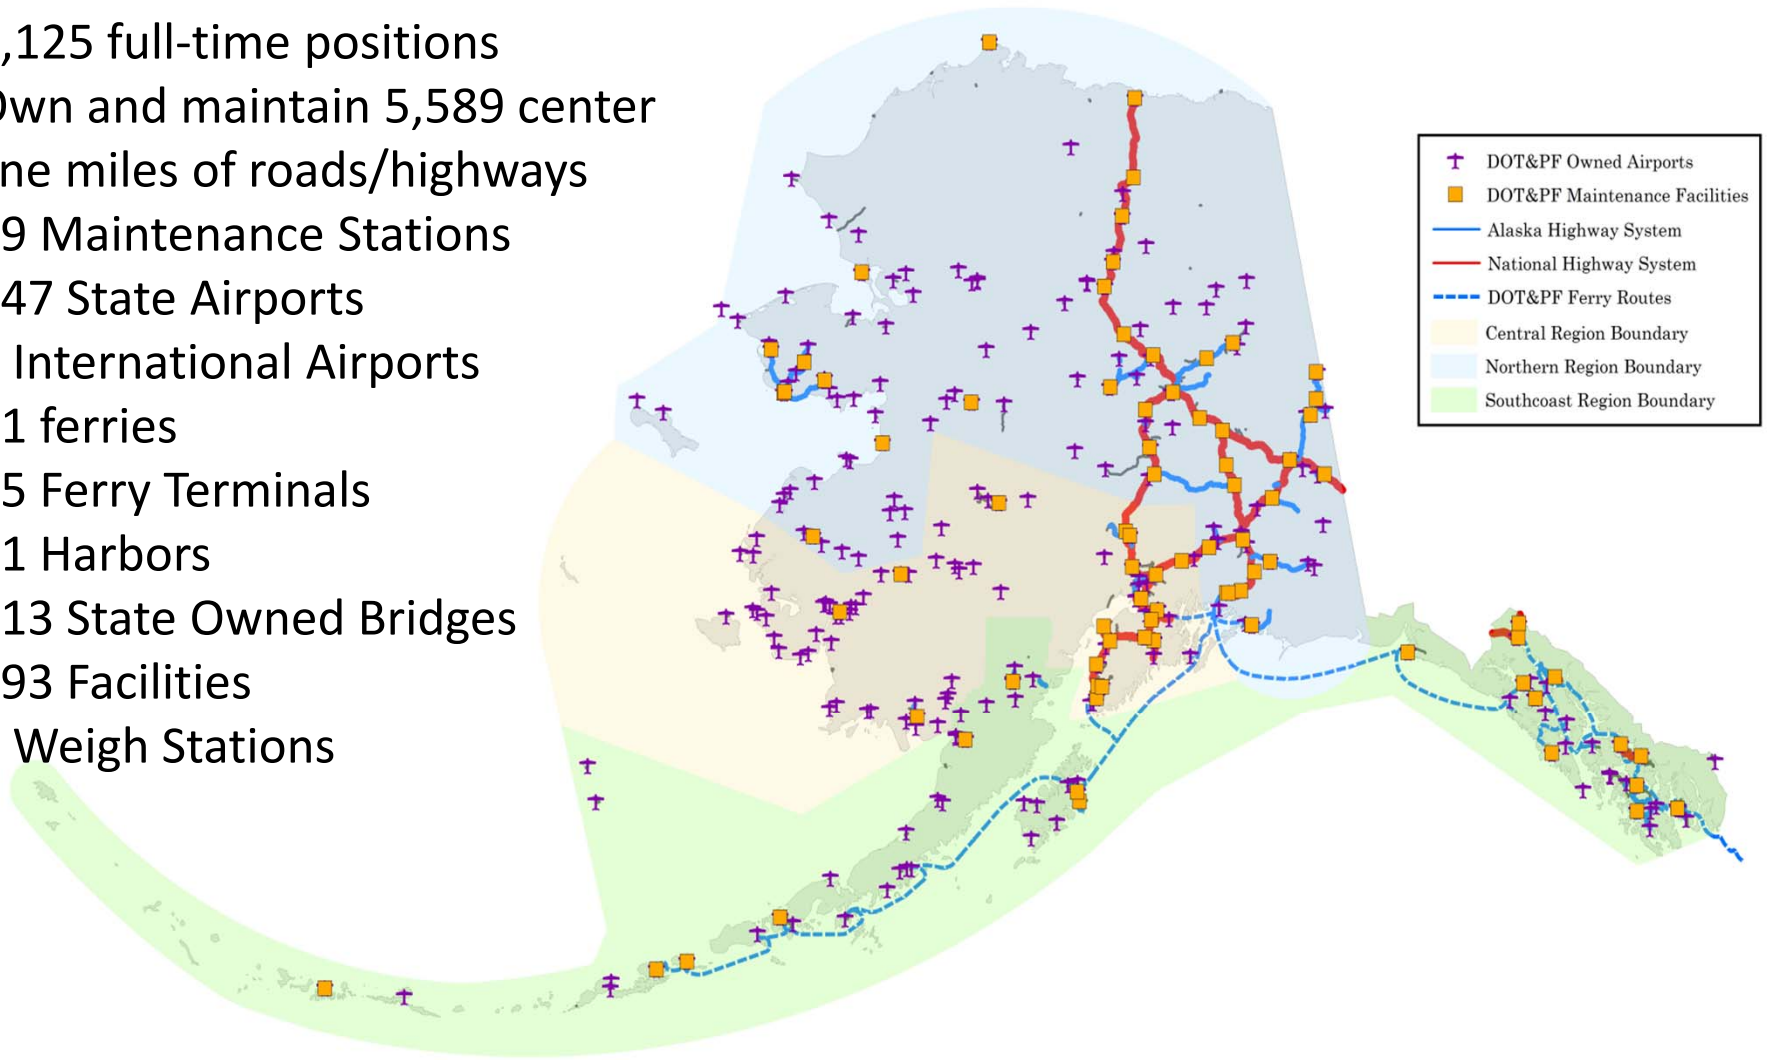 ,125 full-time positions
Own and maintain 5,589 center
ne miles of roads/highways
9 Maintenance Stations
47 State Airports
International Airports
1 ferries
5 Ferry Terminals
1 Harbors
13 State Owned Bridges
93 Facilities
Weigh Stations
DOT&PF Owned Airports
DOT&PF Maintenance Facilities
Alaska Highway System
National Highway System
DOT&PF Ferry Routes
Central Region Boundary
Northern Region Boundary
Southcoast Region Boundary